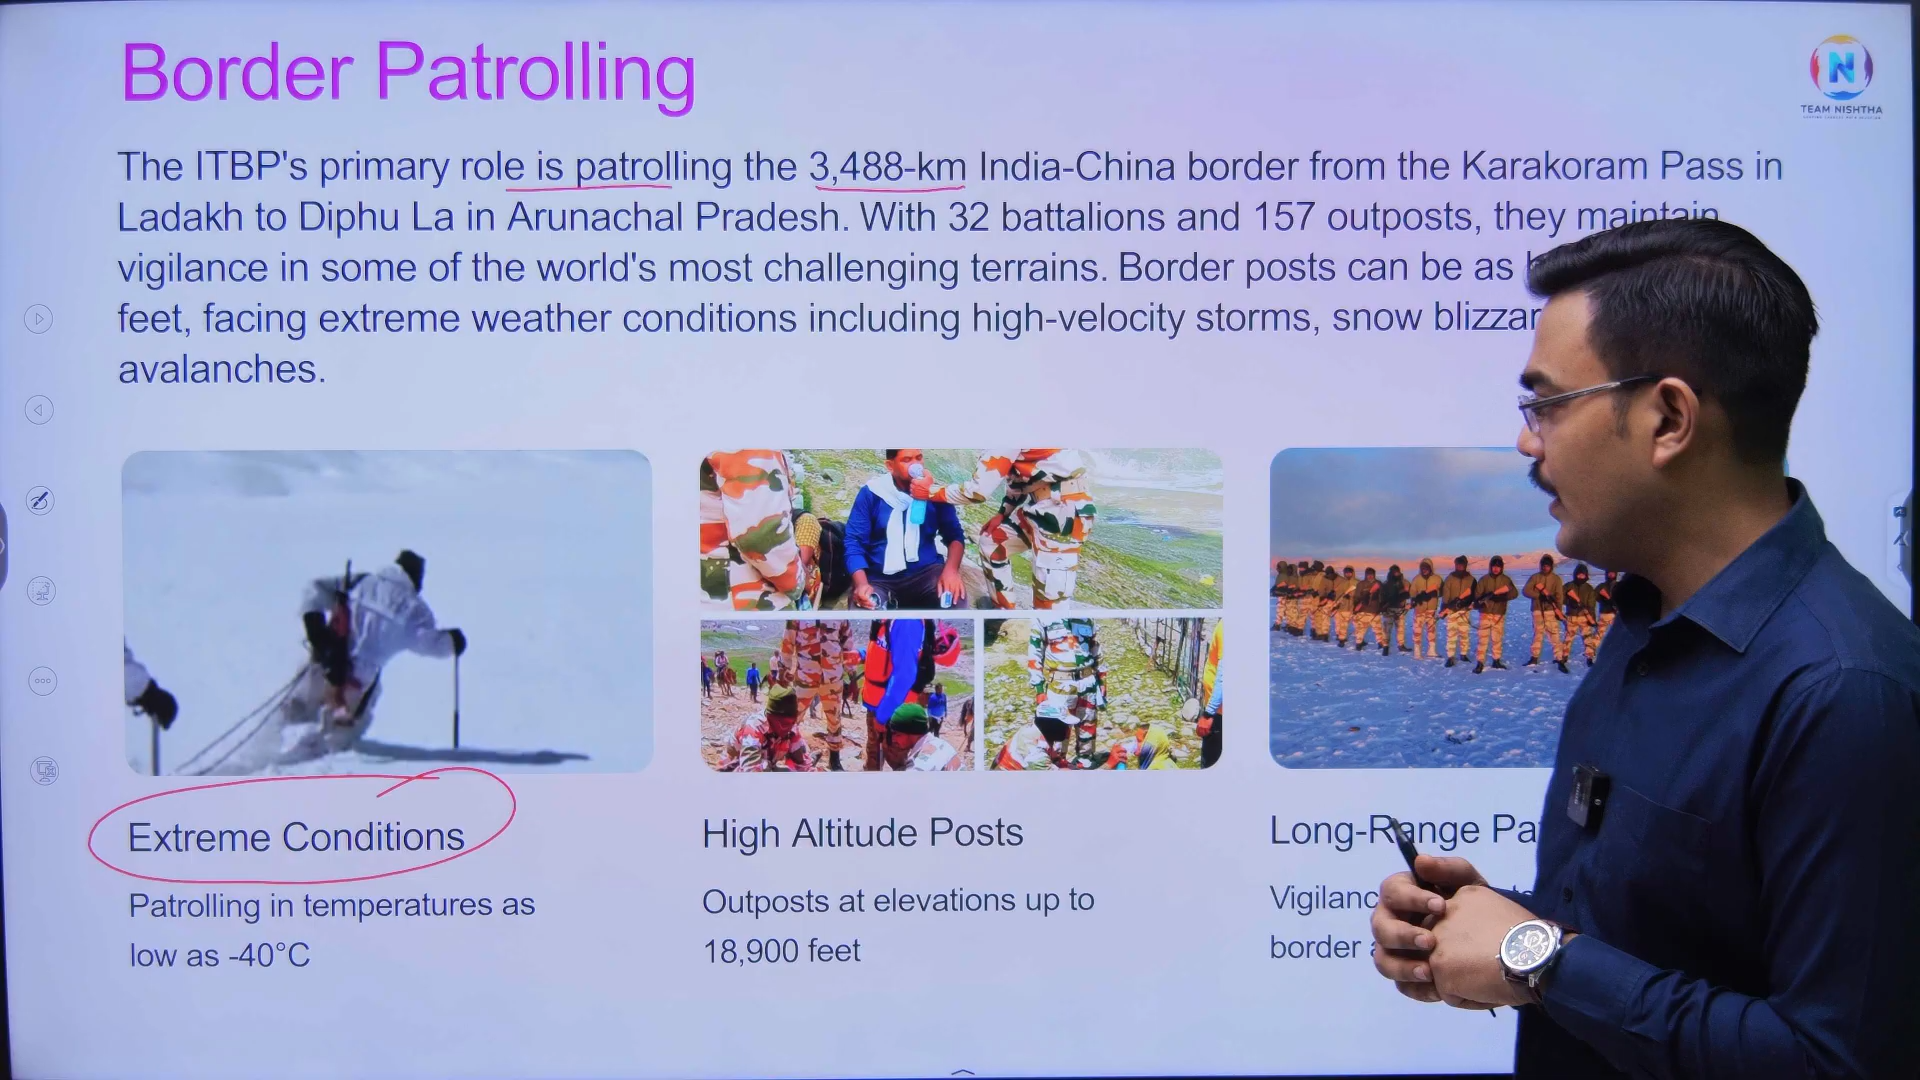 Border Patrolling
TEAM NISHTHA
The ITBP's primary role is patrolling the 3,488-km India-China border from the Karakoram Pass in
Ladakh to Diphu La in Arunachal Pradesh. With 32 battalions and 157 outposts, they maintain
vigilance in some of the world's most challenging terrains. Border posts can be as
feet, facing extreme weather conditions including high-velocity storms, snow
avalanches.
Extreme Conditions
Patrolling in temperatures as
low as -40°C
High Altitude Posts
Outposts at elevations up to
18,900 feet
Long-Range
border